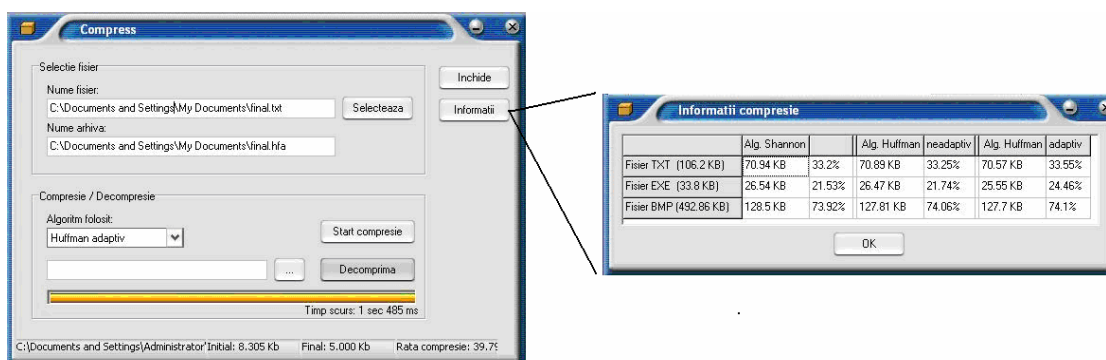 Compress
Selectie fisier
Nume fisier:
C:\Documents and Settings\My Documents\final.txt
Selecteaza
Nume arhiva:
C:\Documents and Settings\My Documents\final.hfa
Inchide
Informatii
Compresie / Decompresie
Algoritm folosit:
Huffman adaptiv
Start compresie
...
Decomprima
Timp scurs: 1 sec 485 ms
C:\Documents and Settings\Administrator' Initial: 8.305 Kb Final: 5.000 Kb Rata compresie: 39.79
Informatii compresie
Alg. Shannon Alg. Huffman neadaptiv Alg. Huffman adaptiv
Fisier TXT (106.2 KB) 70.94 KB 33.2% 70.89 KB 33.25% 70.57 KB 33.55%
Fisier EXE (33.8 KB) 26.54 KB 21.53% 26.47 KB 21.74% 25.55 KB 24.46%
Fisier BMP (492.86 KB) 128.5 KB 73.92% 127.81 KB 74.06% 127.7 KB 74.1%
OK